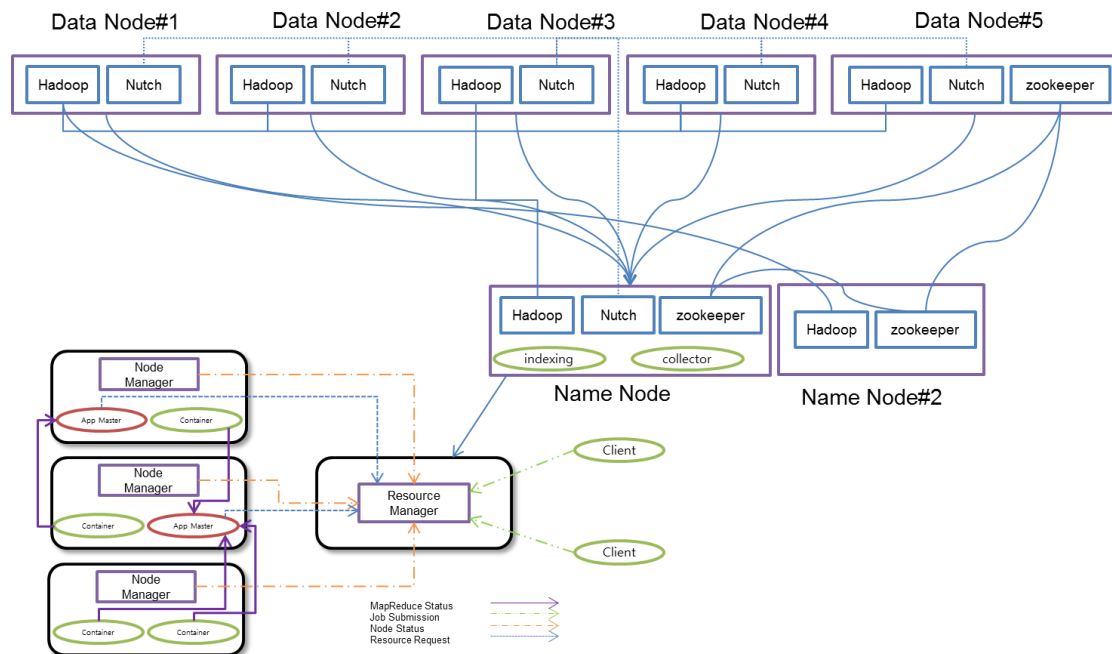 Data Node#1
Data Node#2
Data Node#3
Data Node#4
Data Node#5
Hadoop
Nutch
Hadoop
Nutch
Hadoop
Nutch
Hadoop
Nutch
Hadoop
Nutch
zookeeper
Hadoop
Nutch
zookeeper
indexing
collector
Name Node
Hadoop
zookeeper
Name Node#2
Node
Manager
App Master
Container
Node
Manager
Container
App Master
Node
Manager
Container
Container
Resource
Manager
Client
Client
MapReduce Status
Job Submission
Node Status
Resource Request